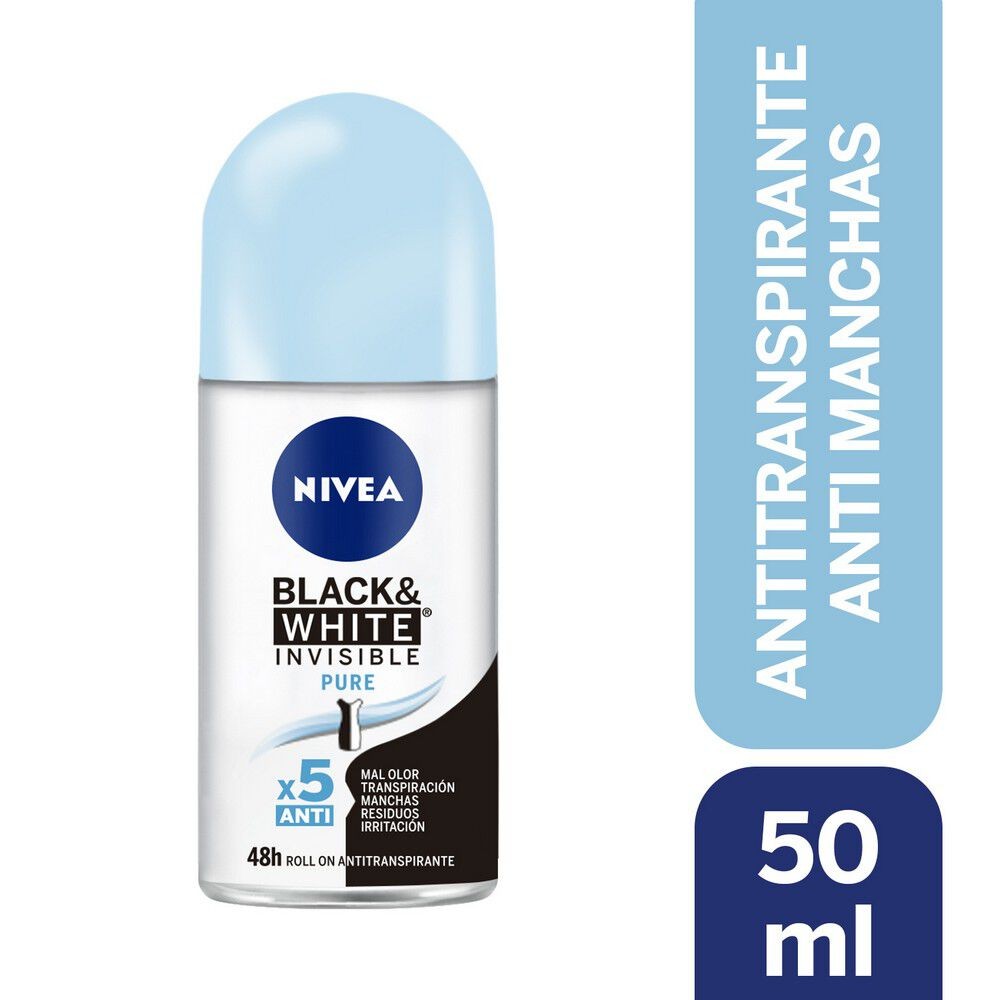 NIVEA
BLACK&
WHITE®
INVISIBLE
PURE
x5
ANTI
MAL OLOR
TRANSPIRACIÓN
MANCHAS
RESIDUOS
IRRITACIÓN
48h ROLL ON ANTITRANSPIRANTE
ANTITRANSPIRANTE
ANTI MANCHAS
50
ml